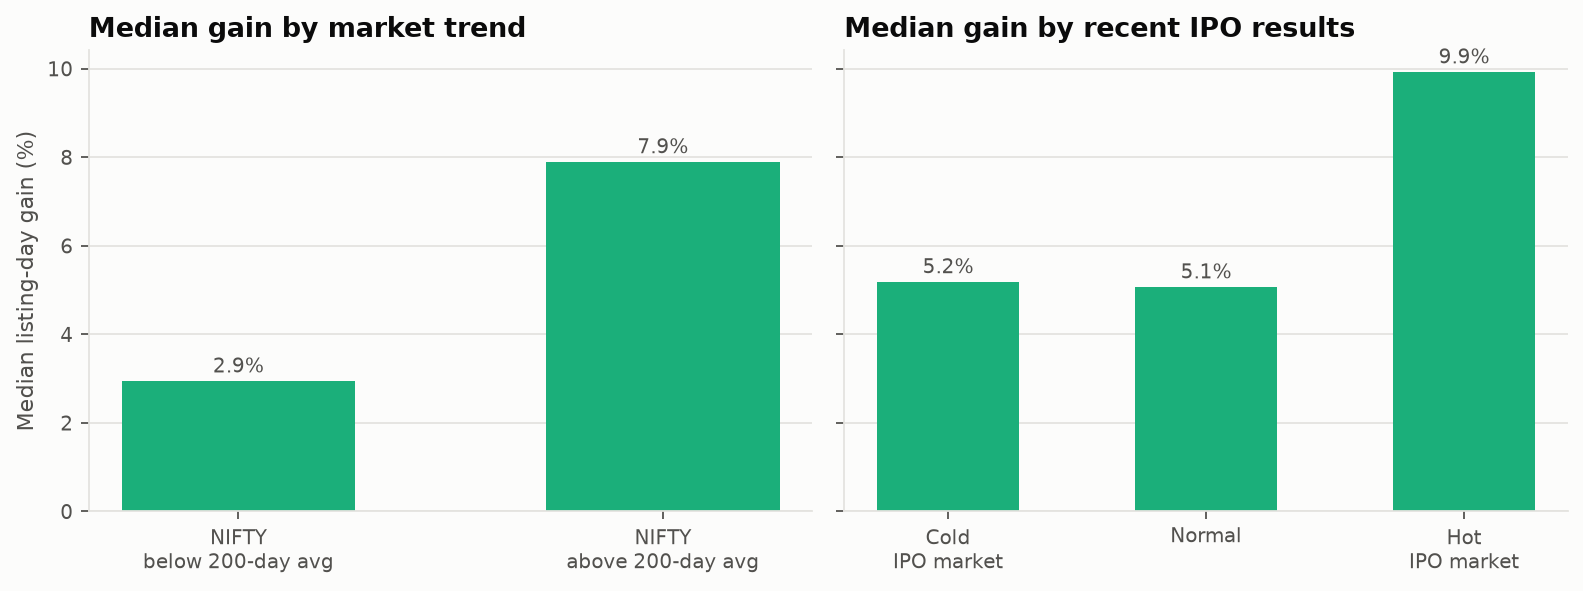 Median gain by market trend
Median listing-day gain (%)
10
8
6
4
2
0
2.9%
7.9%
NIFTY
below 200-day avg
NIFTY
above 200-day avg
Median gain by recent IPO results
5.2%
5.1%
9.9%
Cold
IPO market
Normal
Hot
IPO market